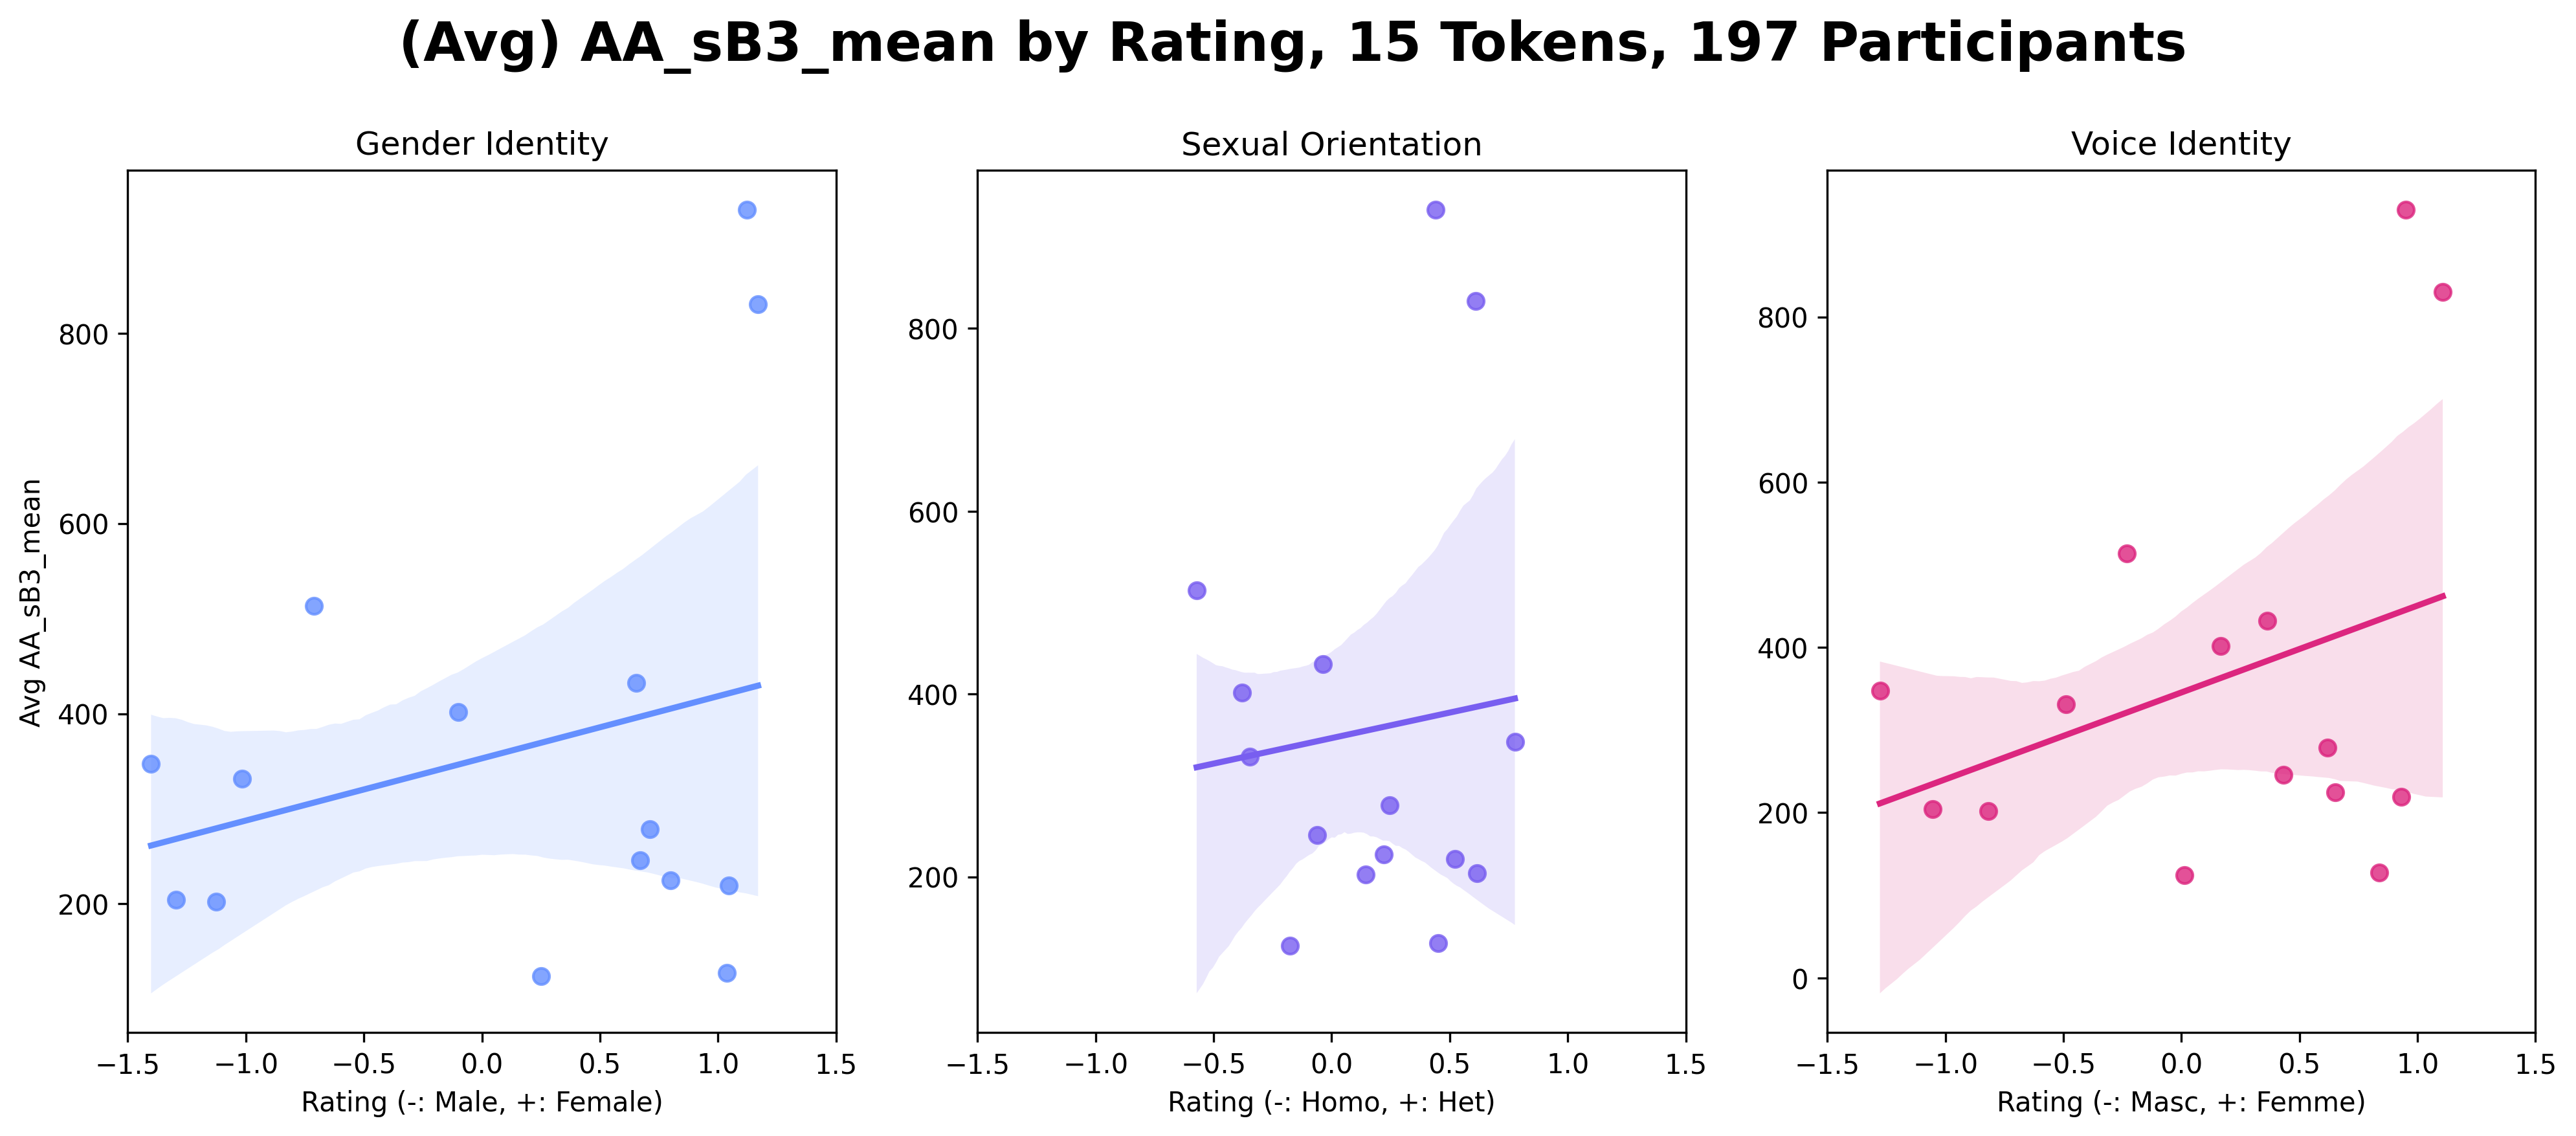 (Avg) AA_sB3_mean by Rating, 15 Tokens, 197 Participants
Gender Identity
Sexual Orientation
Voice Identity
Avg AA_sB3_mean
800
600
400
200
−1.5 −1.0 −0.5 0.0 0.5 1.0 1.5
Rating (-: Male, +: Female)
800
600
400
200
−1.5 −1.0 −0.5 0.0 0.5 1.0 1.5
Rating (-: Homo, +: Het)
800
600
400
200
0
−1.5 −1.0 −0.5 0.0 0.5 1.0 1.5
Rating (-: Masc, +: Femme)